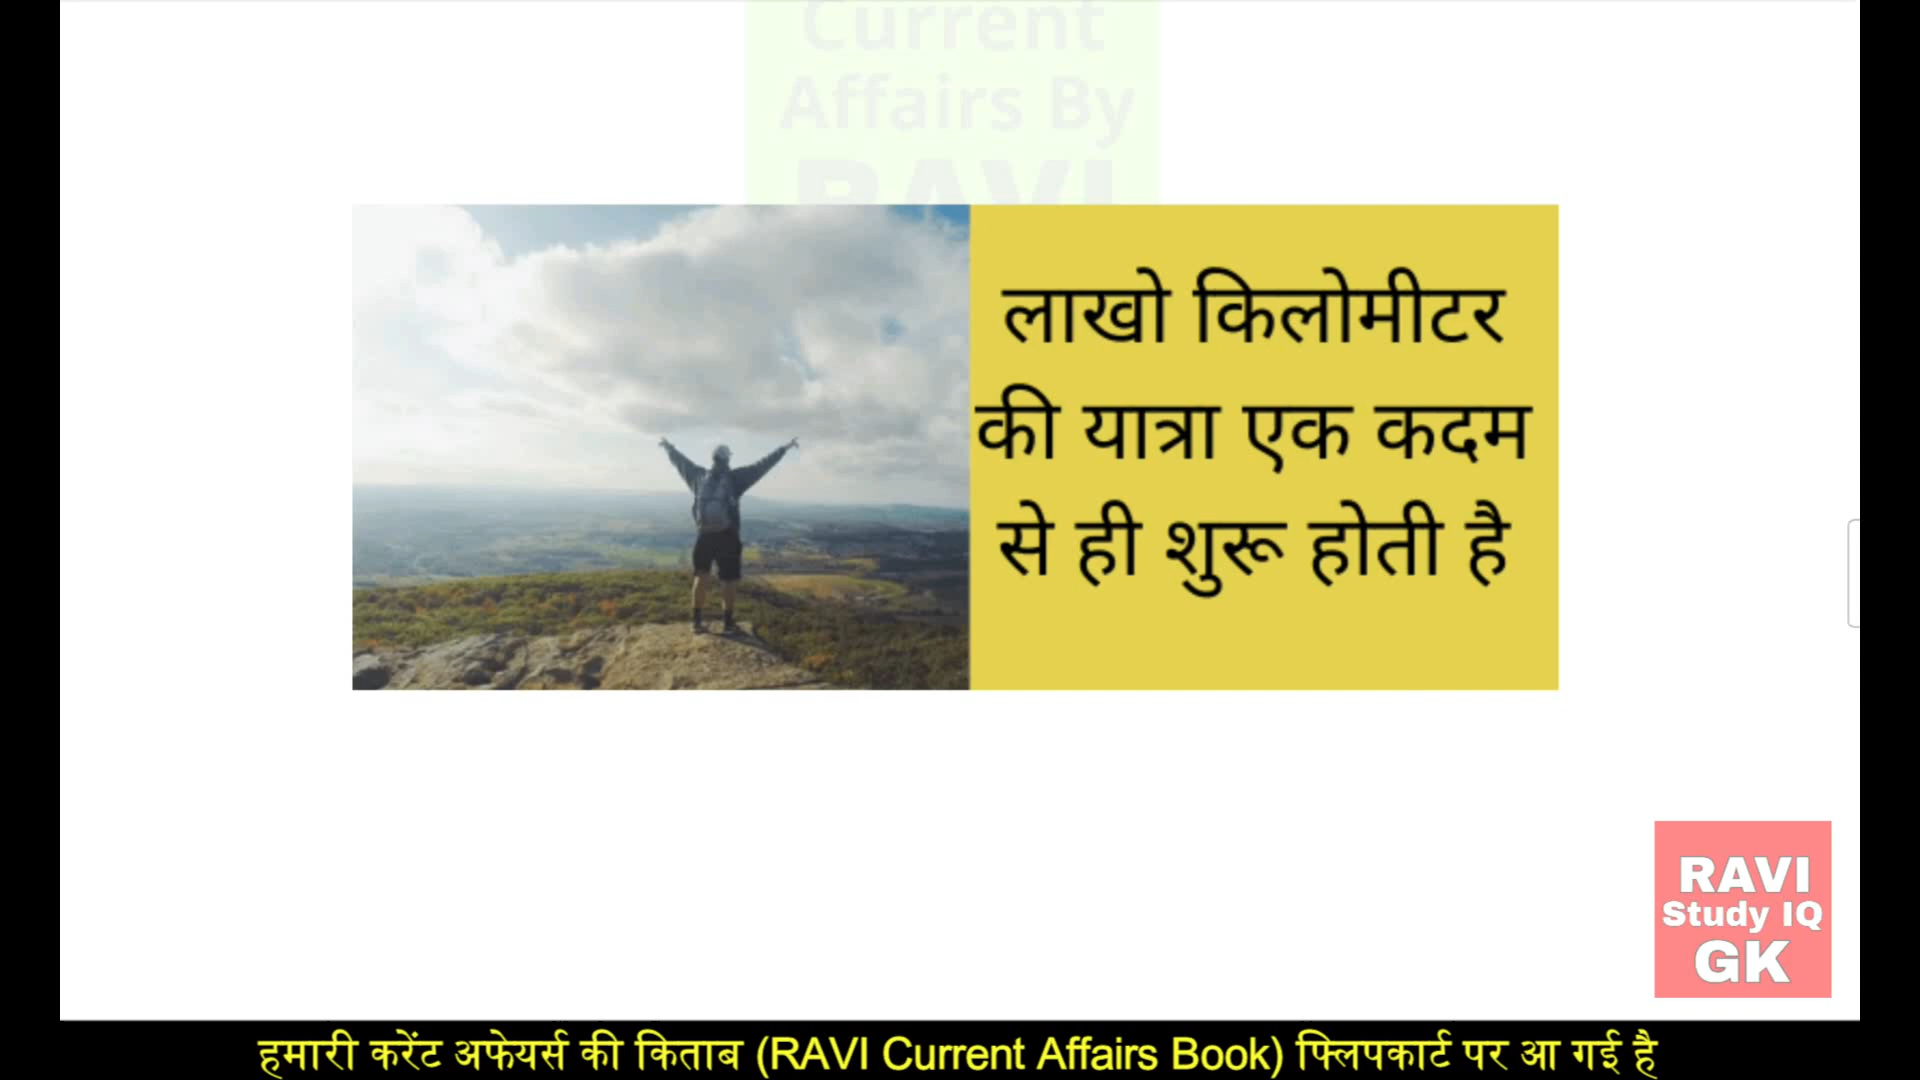 Current
Affairs By
RAVI
लाखो किलोमीटर
की यात्रा एक कदम
से ही शुरू होती है
RAVI
Study IQ
GK
हमारी करेंट अफेयर्स की किताब (RAVI Current Affairs Book) फ्लिपकार्ट पर आ गई है